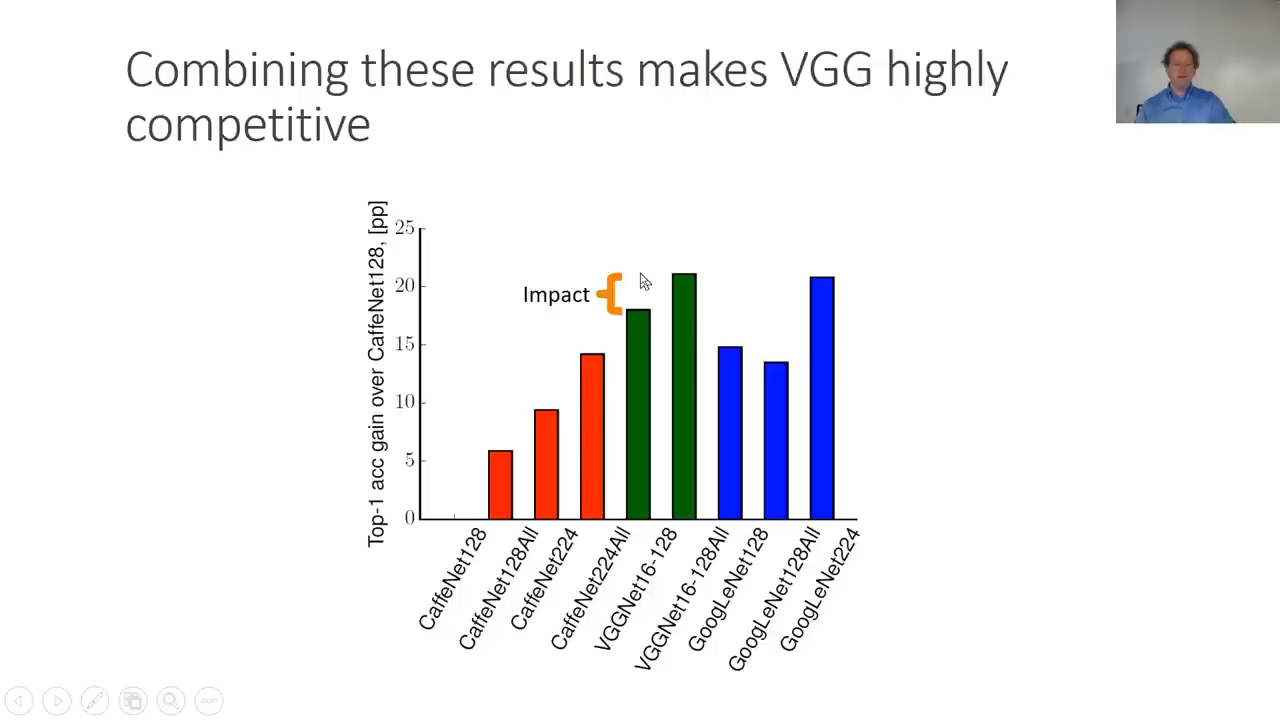 Combining these results makes VGG highly
competitive
Top-1 acc gain over CaffeNet128, [pp]
25
20
15
10
5
0
Impact
CaffeNet128
CaffeNet128All
CaffeNet224
CaffeNet224All
VGGNet16-128
VGGNet16-128All
GoogLeNet128
GoogLeNet128All
GoogLeNet224